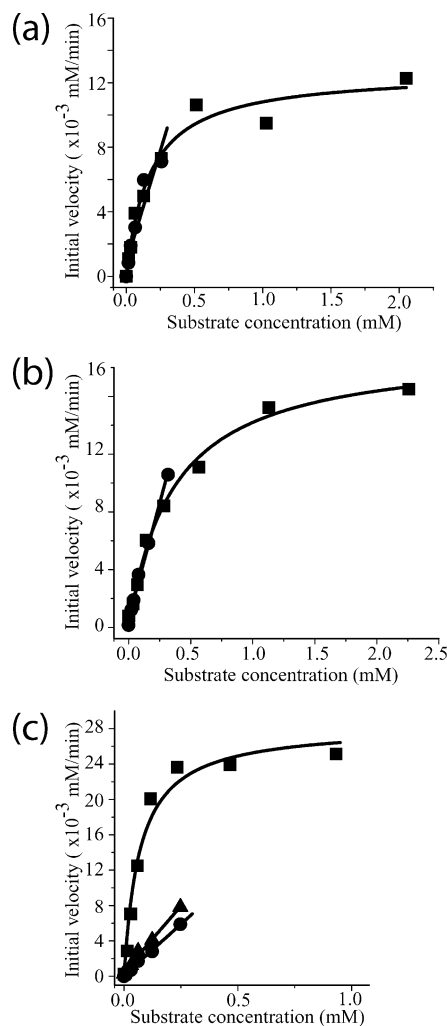 (a)
16
12
8
4
0
Initial velocity ( x10⁻³ mM/min)
0.0 0.5 1.0 1.5 2.0
Substrate concentration (mM)
(b)
16
12
8
4
0
Initial velocity ( x10⁻³ mM/min)
0.0 0.5 1.0 1.5 2.0 2.5
Substrate concentration (mM)
(c)
28
24
20
16
12
8
4
0
Initial velocity ( x10⁻³ mM/min)
0.0 0.5 1.0
Substrate concentration (mM)